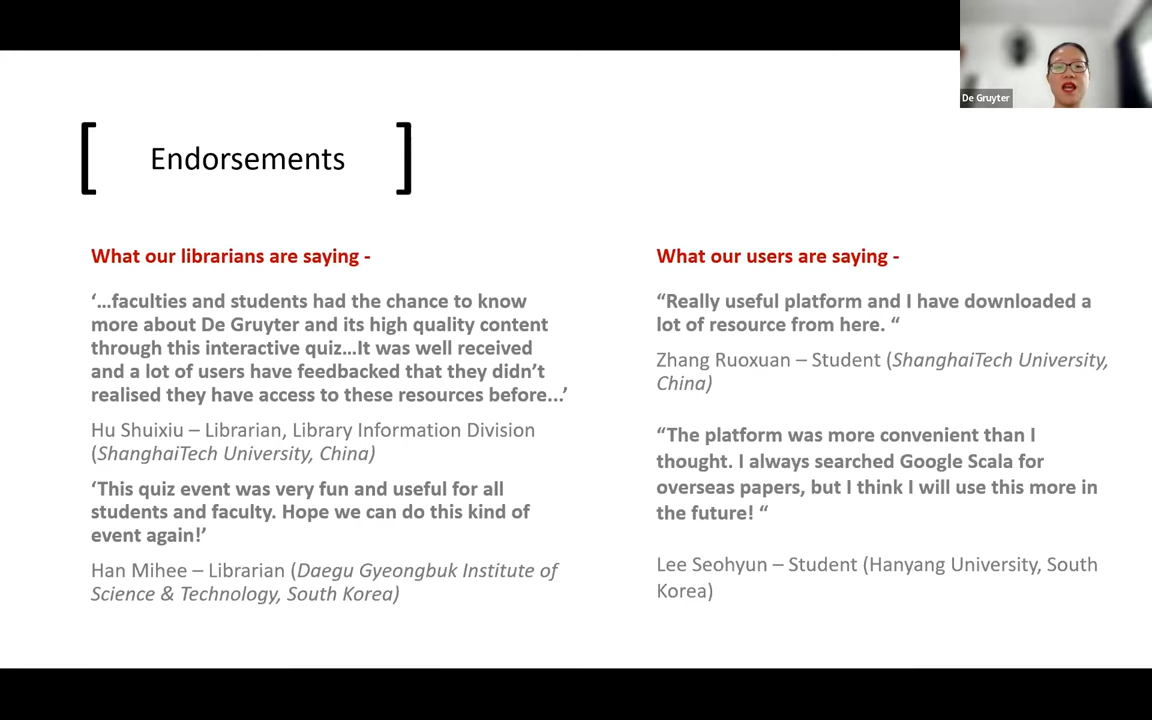 De Gruyter
[ Endorsements ]
What our librarians are saying -
‘…faculties and students had the chance to know
more about De Gruyter and its high quality content
through this interactive quiz…It was well received
and a lot of users have feedbacked that they didn’t
realised they have access to these resources before...’
Hu Shuixiu – Librarian, Library Information Division
(ShanghaiTech University, China)
‘This quiz event was very fun and useful for all
students and faculty. Hope we can do this kind of
event again!’
Han Mihee – Librarian (Daegu Gyeongbuk Institute of
Science & Technology, South Korea)
What our users are saying -
“Really useful platform and I have downloaded a
lot of resource from here. “
Zhang Ruoxuan – Student (ShanghaiTech University,
China)
“The platform was more convenient than I
thought. I always searched Google Scala for
overseas papers, but I think I will use this more in
the future! “
Lee Seohyun – Student (Hanyang University, South
Korea)